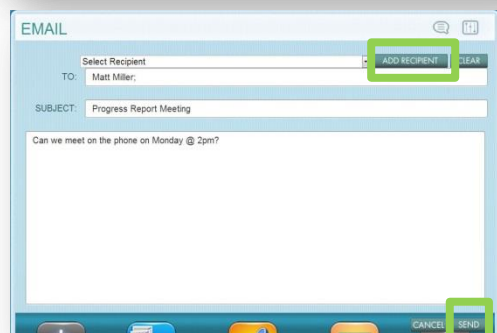 EMAIL
Select Recipient
ADD RECIPIENT CLEAR
TO: Matt Miller;
SUBJECT: Progress Report Meeting
Can we meet on the phone on Monday @ 2pm?
CANCEL SEND